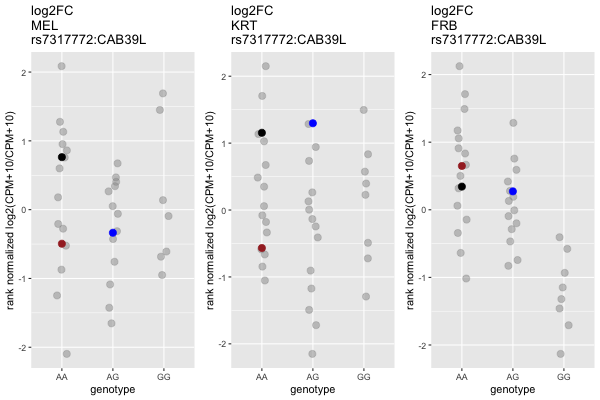 log2FC
MEL
rs7317772:CAB39L
rank normalized log2(CPM+10/CPM+10)
2
1
0
-1
-2
AA
AG
GG
genotype
log2FC
KRT
rs7317772:CAB39L
rank normalized log2(CPM+10/CPM+10)
2
1
0
-1
-2
AA
AG
GG
genotype
log2FC
FRB
rs7317772:CAB39L
rank normalized log2(CPM+10/CPM+10)
2
1
0
-1
-2
AA
AG
GG
genotype